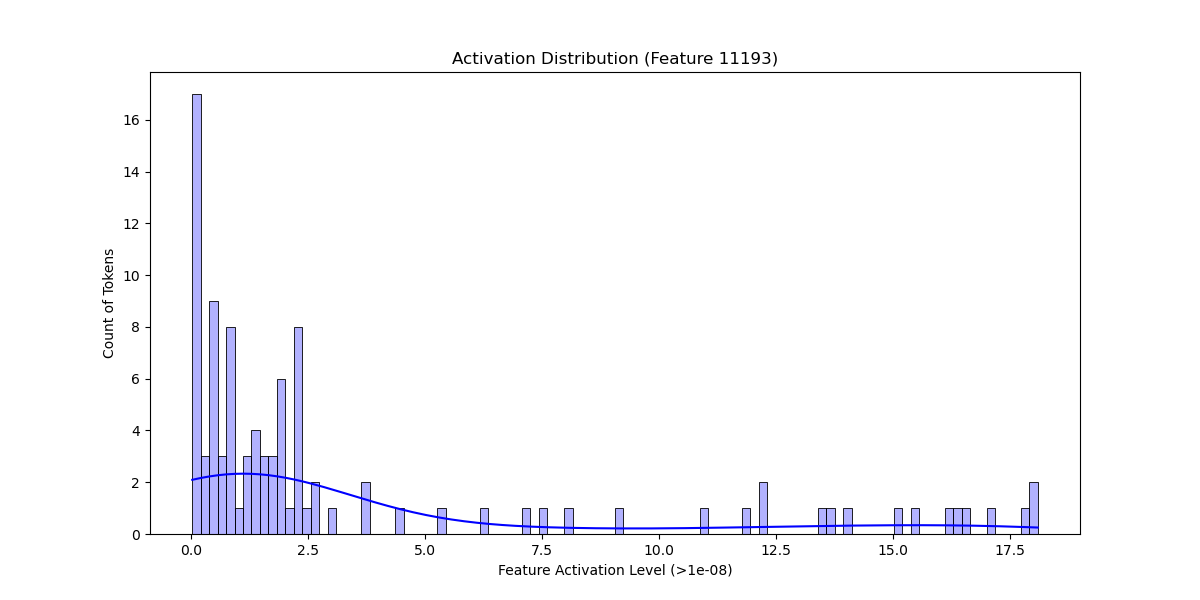 Activation Distribution (Feature 11193)
Count of Tokens
16
14
12
10
8
6
4
2
0
0.0 2.5 5.0 7.5 10.0 12.5 15.0 17.5
Feature Activation Level (>1e-08)